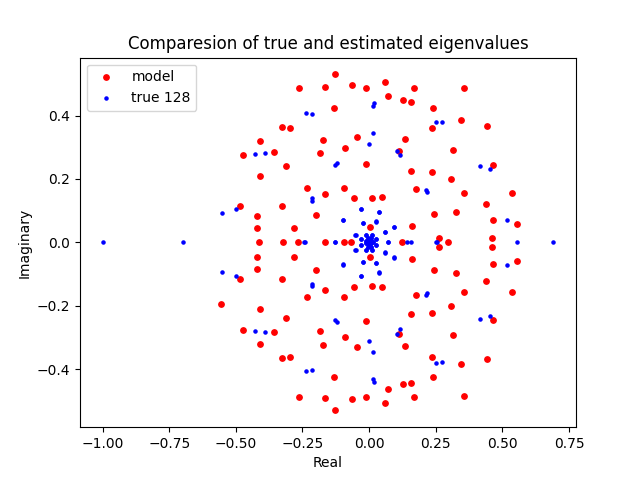 Comparesion of true and estimated eigenvalues
model
true 128
0.4
0.2
0.0
−0.2
−0.4
Imaginary
−1.00 −0.75 −0.50 −0.25 0.00 0.25 0.50 0.75
Real